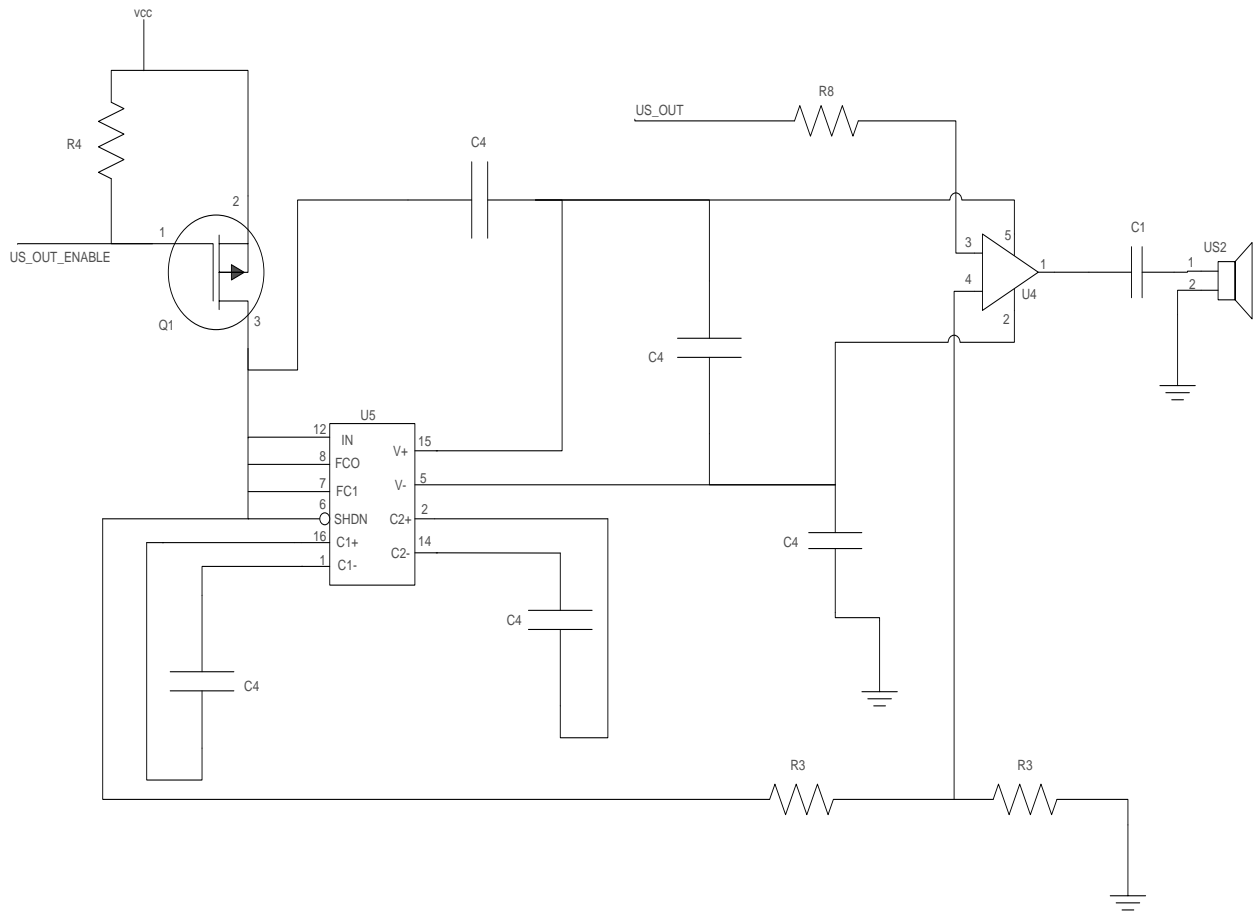 vcc
R4
2
1
US_OUT_ENABLE
Q1
3
C4
US_OUT
R8
3
5
4
1
U4
2
C1
1
US2
2
C4
U5
12
IN
8
FCO
7
FC1
6
SHDN
16
C1+
1
C1-
V+
15
V-
5
C2+
2
C2-
14
C4
C4
C4
R3
R3